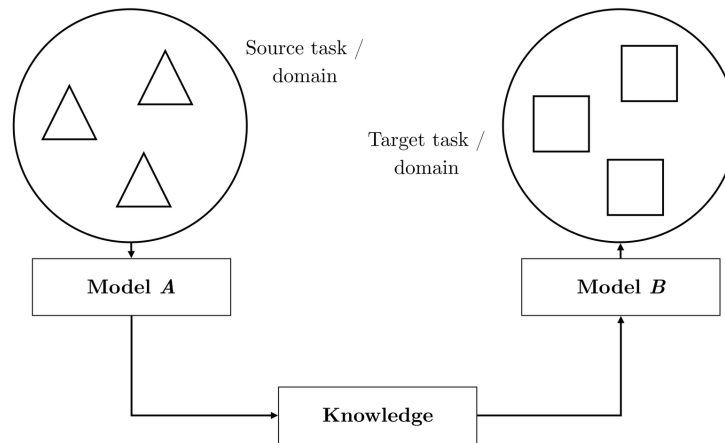 Source task /
domain
Target task /
domain
Model A
Model B
Knowledge